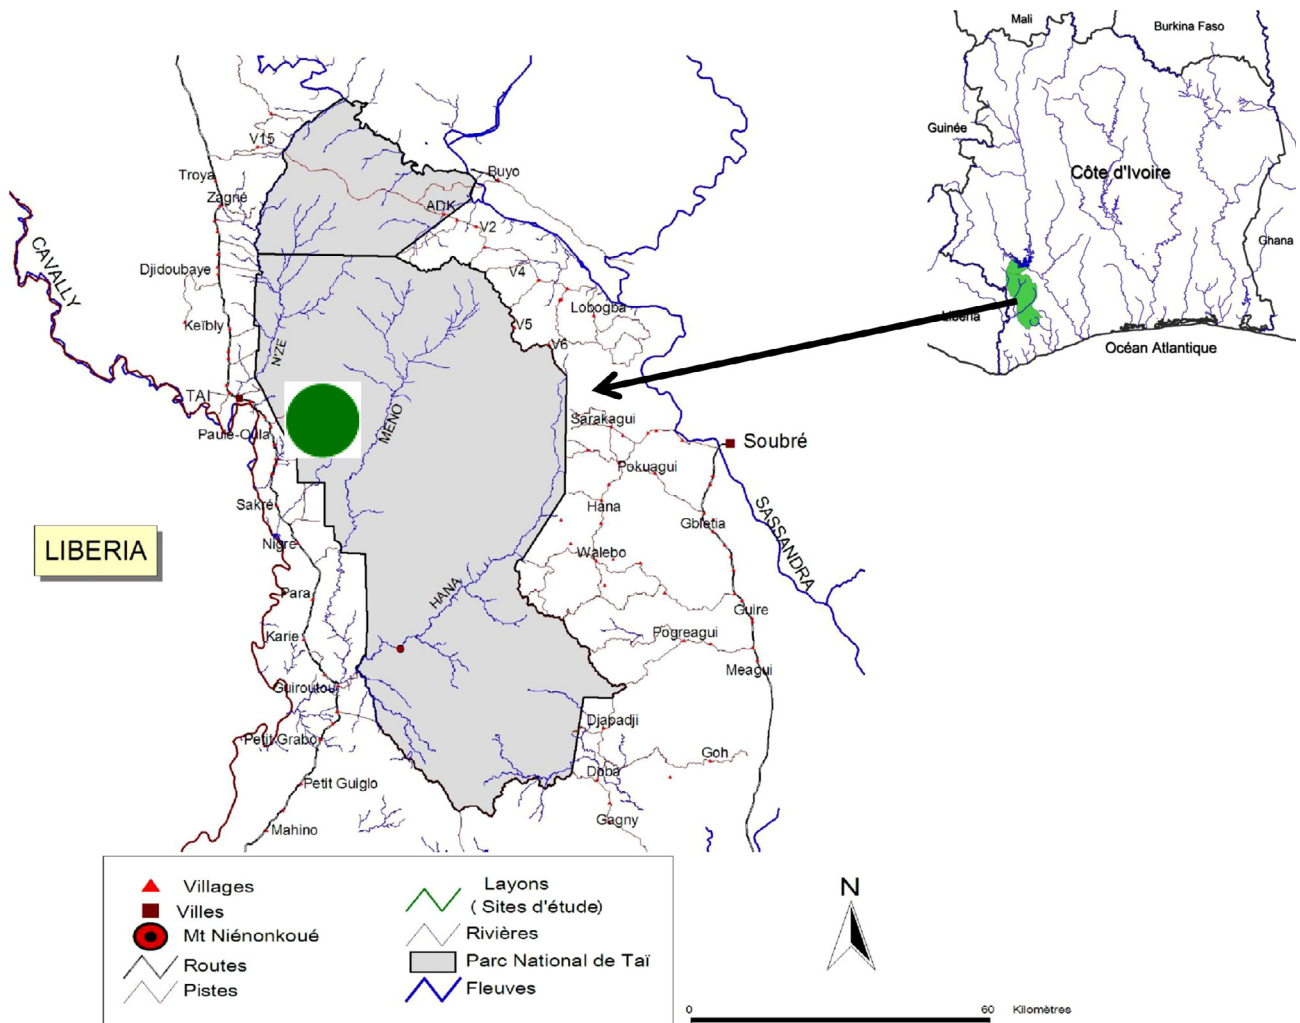 Mali
Burkina Faso
Guinée
Côte d'Ivoire
Ghana
Liberia
Océan Atlantique
V15
Troya
Zagné
Buyo
ADK
V2
CAVALLY
Djidoubaye
V4
Keïbly
Lobogba
V5
V6
N'ZE
TAI
MENO
Sarakagui
Paule-Oula
Soubré
Pokuagui
Sakré
Hana
Gbletia
SASSANDRA
LIBERIA
Nigre
Walebo
Para
HANA
Guire
Karie
Pogreagui
Meagui
Guiroutou
Djapadji
Petit Grabo
Goh
Doba
Petit Guiglo
Gagny
Mahino
Villages
Villes
Mt Niénonkoué
Routes
Pistes
Layons
( Sites d'étude)
Rivières
Parc National de Taï
Fleuves
N
0 60 Kilomètres